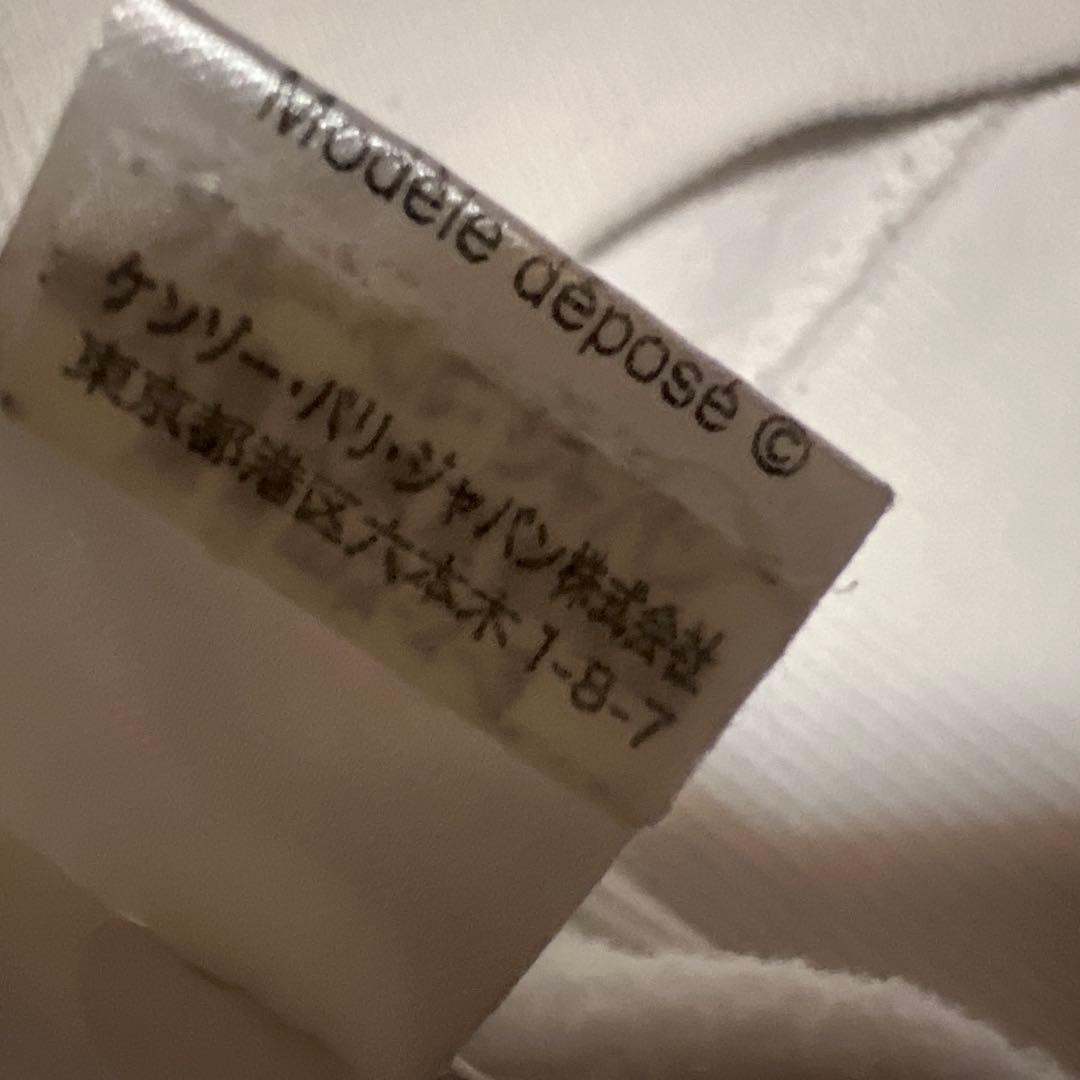 Modèle déposé ©
ケンゾー・パリ・ジャパン株式会社
東京都港区六本木1-8-7